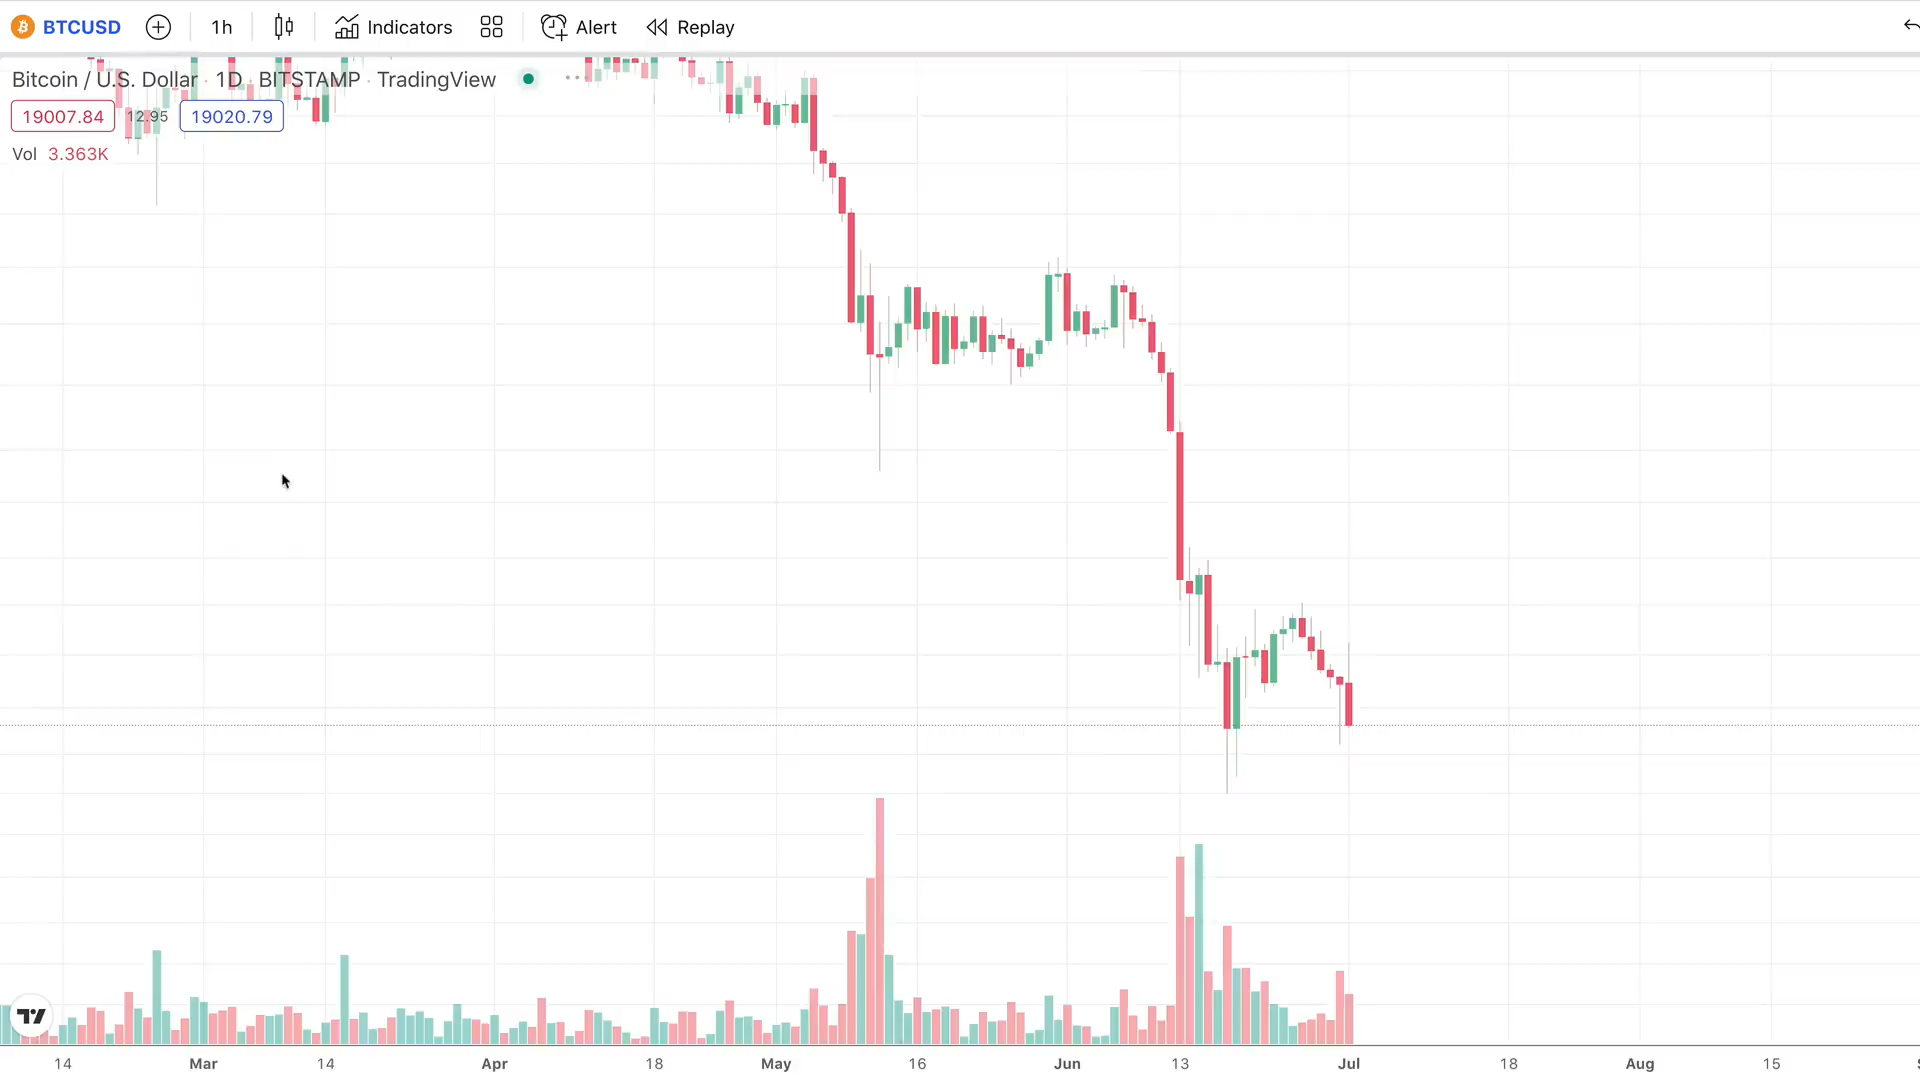 BTCUSD 1h Indicators Alert Replay
Bitcoin / U.S. Dollar · 1D · BITSTAMP · TradingView
19007.84 12.95 19020.79
Vol 3.363K
14 Mar 14 Apr 18 May 16 Jun 13 Jul 18 Aug 15